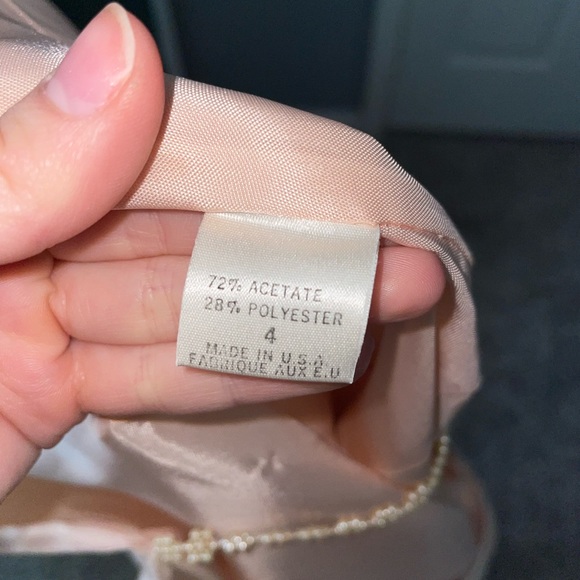 72% ACETATE
28% POLYESTER
4
MADE IN U.S.A.
FABRIQUE AUX E.U